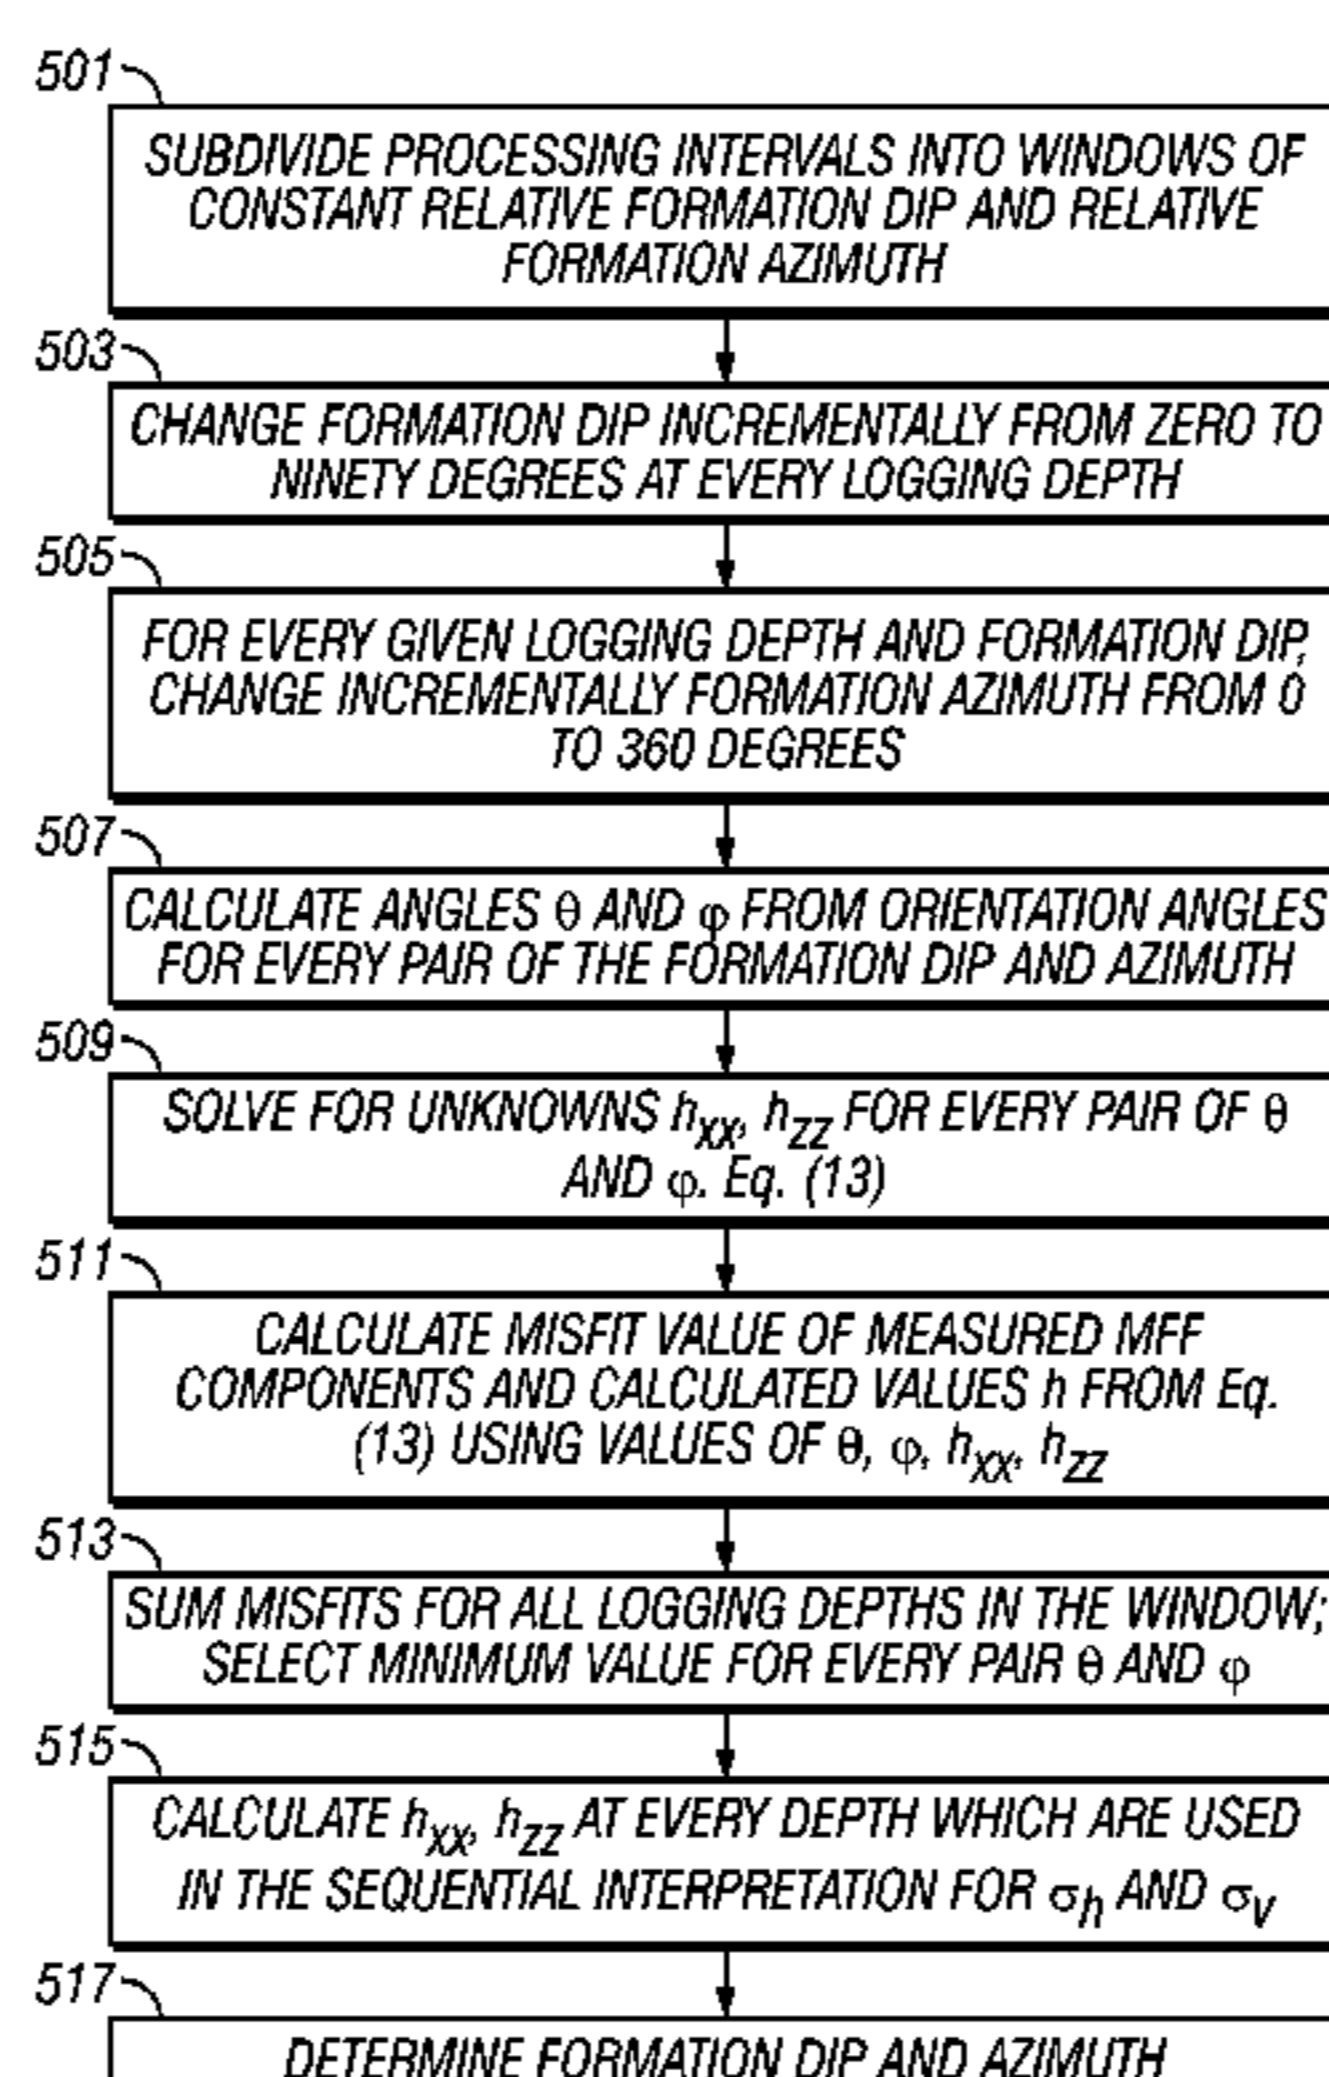 501
SUBDIVIDE PROCESSING INTERVALS INTO WINDOWS OF
CONSTANT RELATIVE FORMATION DIP AND RELATIVE
FORMATION AZIMUTH
503
CHANGE FORMATION DIP INCREMENTALLY FROM ZERO TO
NINETY DEGREES AT EVERY LOGGING DEPTH
505
FOR EVERY GIVEN LOGGING DEPTH AND FORMATION DIP,
CHANGE INCREMENTALLY FORMATION AZIMUTH FROM 0
TO 360 DEGREES
507
CALCULATE ANGLES θ AND φ FROM ORIENTATION ANGLES
FOR EVERY PAIR OF THE FORMATION DIP AND AZIMUTH
509
SOLVE FOR UNKNOWNS hxx, hzz FOR EVERY PAIR OF θ
AND φ. Eq. (13)
511
CALCULATE MISFIT VALUE OF MEASURED MFF
COMPONENTS AND CALCULATED VALUES h FROM Eq.
(13) USING VALUES OF θ, φ, hxx, hzz
513
SUM MISFITS FOR ALL LOGGING DEPTHS IN THE WINDOW;
SELECT MINIMUM VALUE FOR EVERY PAIR θ AND φ
515
CALCULATE hxx, hzz AT EVERY DEPTH WHICH ARE USED
IN THE SEQUENTIAL INTERPRETATION FOR σh AND σv
517
DETERMINE FORMATION DIP AND AZIMUTH